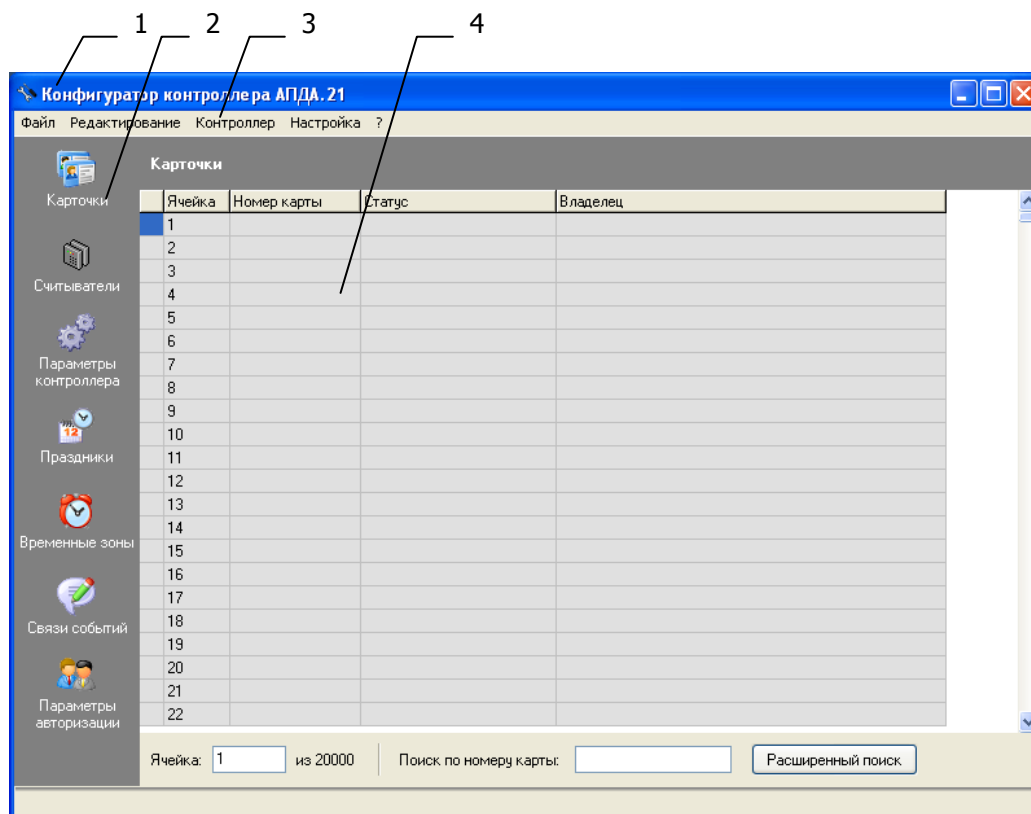 1 2 3 4
Конфигуратор контроллера АПДА.21
Файл Редактирование Контроллер Настройка ?
Карточки
Считыватели
Параметры
контроллера
Праздники
Временные зоны
Связи событий
Параметры
авторизации
Карточки
Ячейка Номер карты Статус Владелец
1
2
3
4
5
6
7
8
9
10
11
12
13
14
15
16
17
18
19
20
21
22
Ячейка: 1 из 20000 Поиск по номеру карты: Расширенный поиск